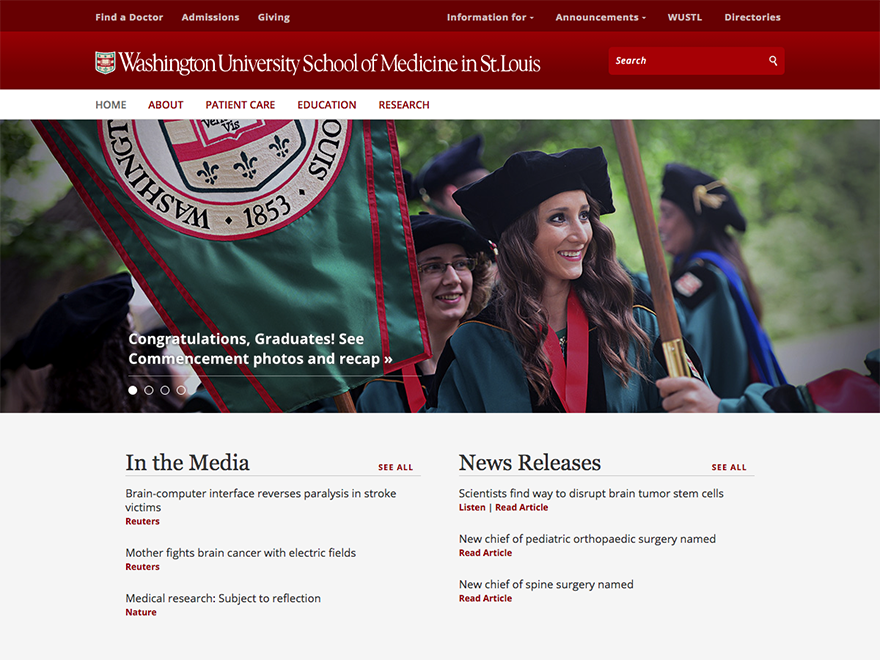 Find a Doctor Admissions Giving Information for Announcements WUSTL Directories
Washington University School of Medicine in St. Louis
Search
HOME ABOUT PATIENT CARE EDUCATION RESEARCH
WASHINGT
OUIS
Vis
WASH · 1853 ·
Congratulations, Graduates! See
Commencement photos and recap »
In the Media SEE ALL
Brain-computer interface reverses paralysis in stroke
victims
Reuters
Mother fights brain cancer with electric fields
Reuters
Medical research: Subject to reflection
Nature
News Releases SEE ALL
Scientists find way to disrupt brain tumor stem cells
Listen | Read Article
New chief of pediatric orthopaedic surgery named
Read Article
New chief of spine surgery named
Read Article